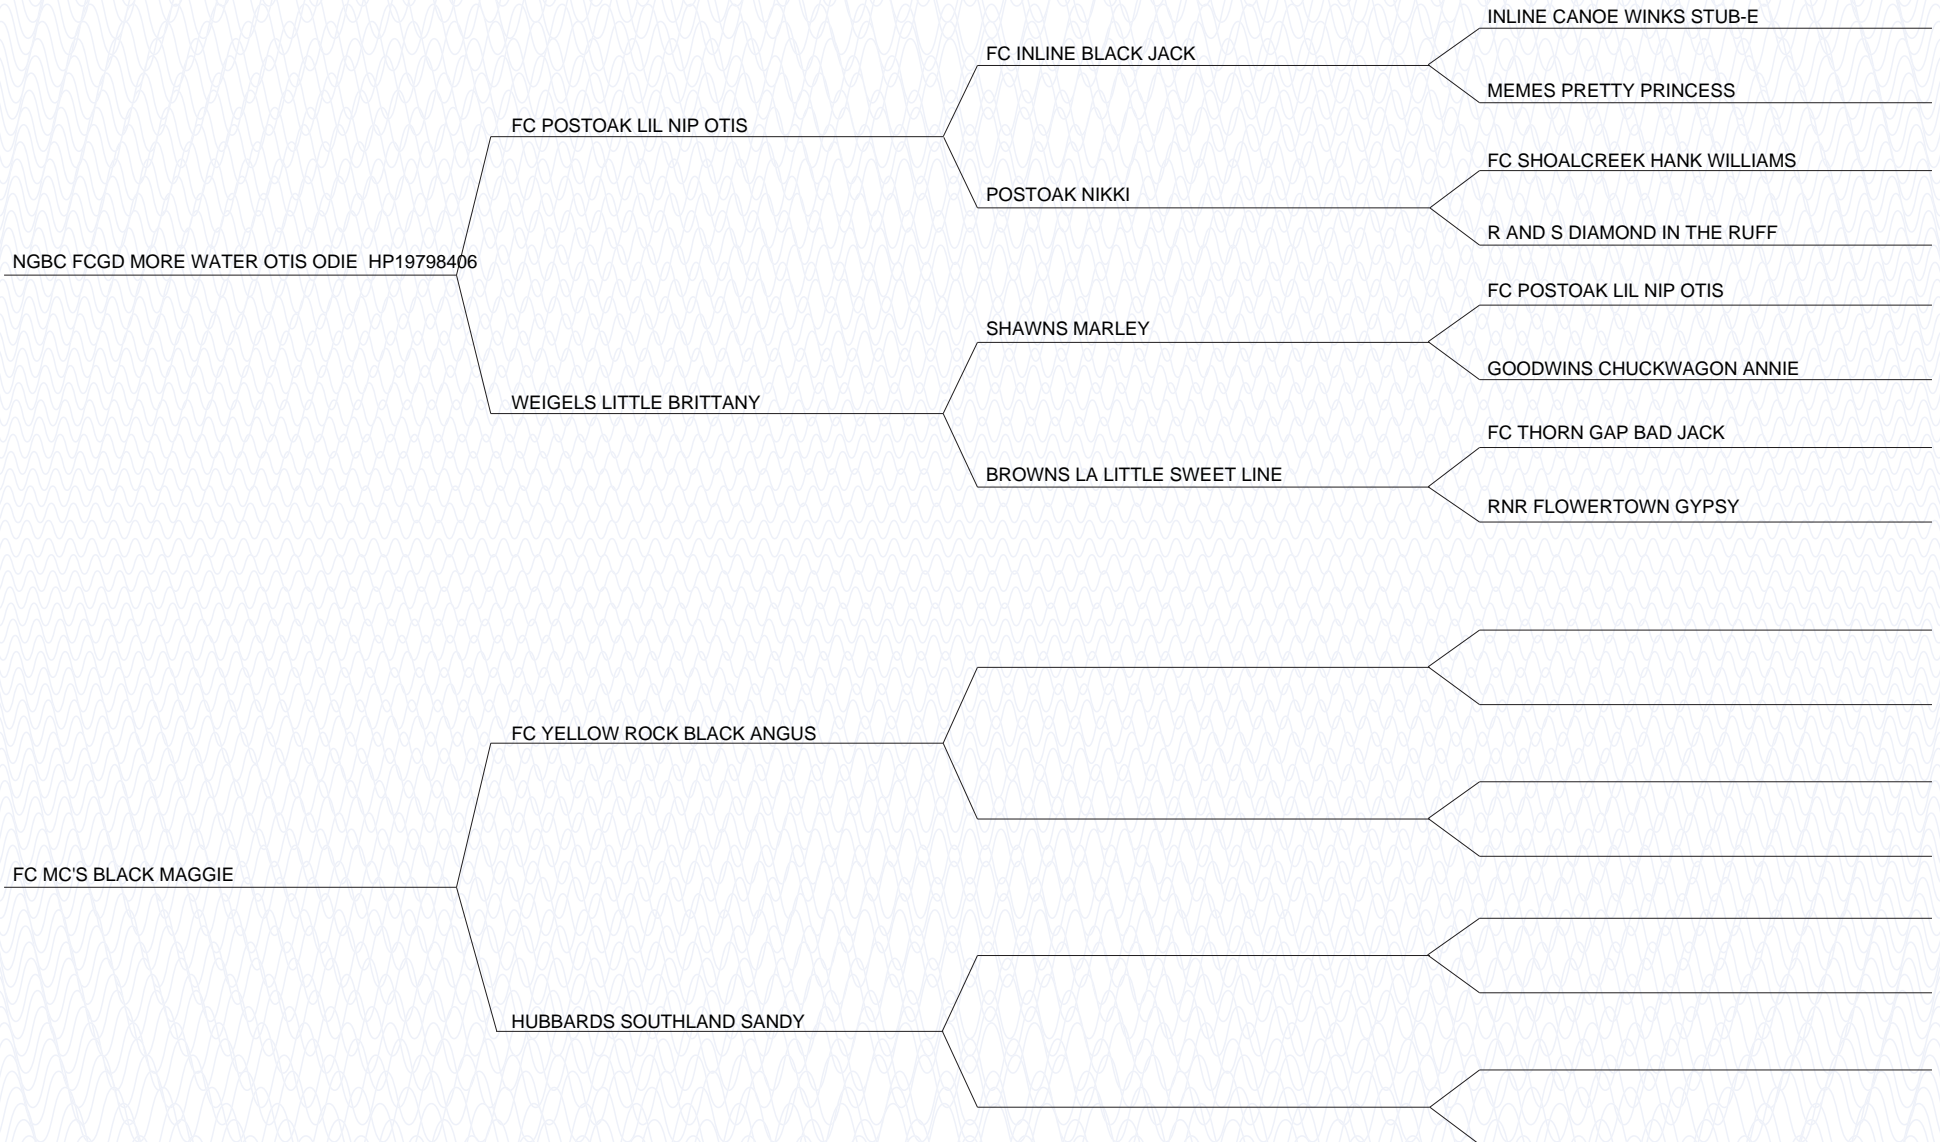 INLINE CANOE WINKS STUB-E
FC INLINE BLACK JACK
MEMES PRETTY PRINCESS
FC POSTOAK LIL NIP OTIS
FC SHOALCREEK HANK WILLIAMS
POSTOAK NIKKI
R AND S DIAMOND IN THE RUFF
NGBC FCGD MORE WATER OTIS ODIE  HP19798406
FC POSTOAK LIL NIP OTIS
SHAWNS MARLEY
GOODWINS CHUCKWAGON ANNIE
WEIGELS LITTLE BRITTANY
FC THORN GAP BAD JACK
BROWNS LA LITTLE SWEET LINE
RNR FLOWERTOWN GYPSY
FC YELLOW ROCK BLACK ANGUS
FC MC'S BLACK MAGGIE
HUBBARDS SOUTHLAND SANDY